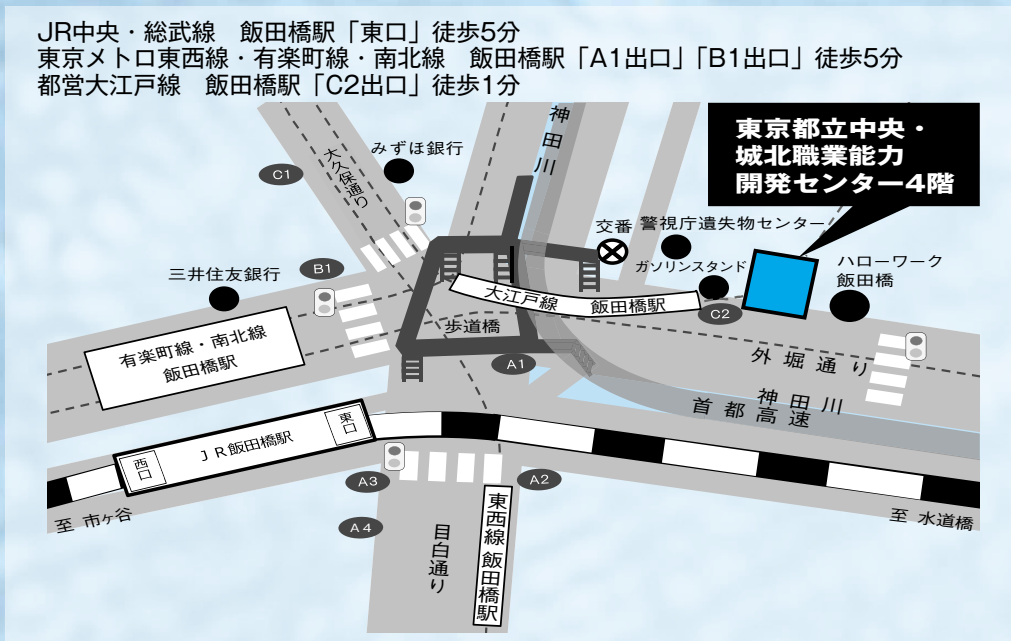 JR中央・総武線　飯田橋駅「東口」徒歩5分
東京メトロ東西線・有楽町線・南北線　飯田橋駅「A1出口」「B1出口」徒歩5分
都営大江戸線　飯田橋駅「C2出口」徒歩1分
東京都立中央・
城北職業能力
開発センター4階
神田川
みずほ銀行
大久保通り
C1
交番
警視庁遺失物センター
ガソリンスタンド
ハローワーク
飯田橋
三井住友銀行
B1
大江戸線　飯田橋駅
C2
歩道橋
有楽町線・南北線
飯田橋駅
A1
外堀通り
神田川
首都高速
東口
JR飯田橋駅
西口
A3
A2
A4
至 市ヶ谷
至 水道橋
目白通り
東西線 飯田橋駅